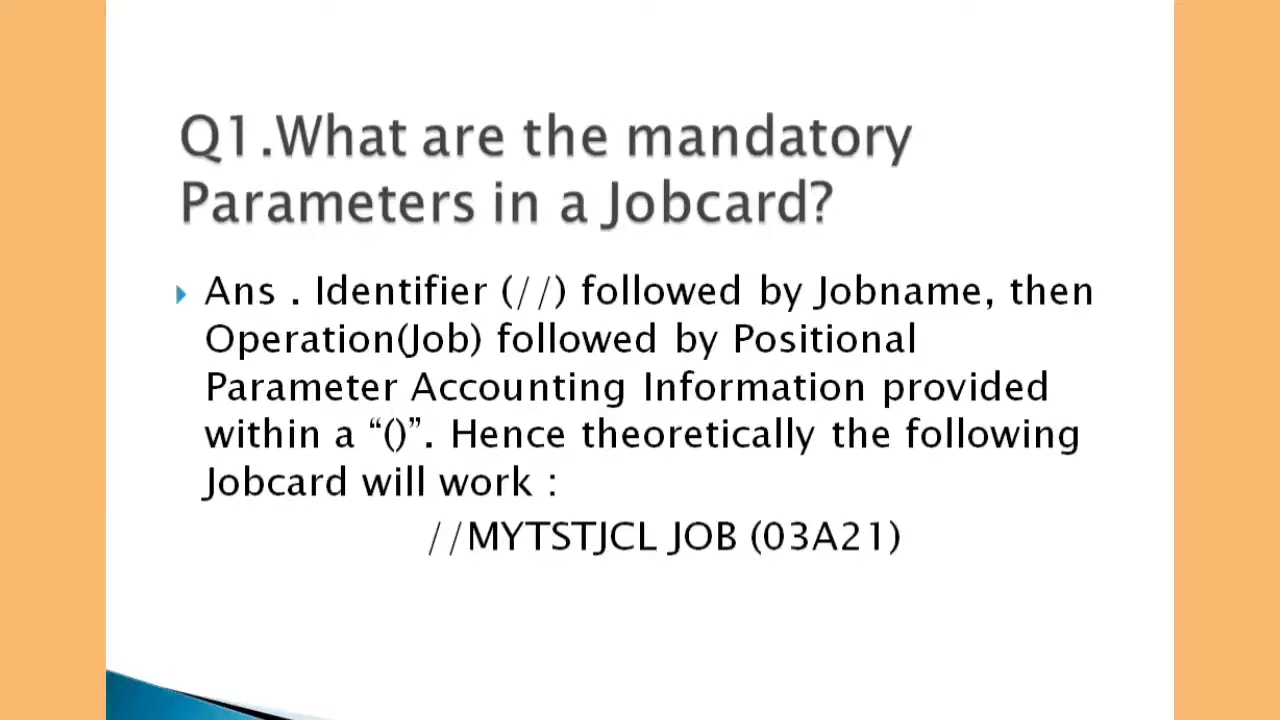 Q1.What are the mandatory
Parameters in a Jobcard?
Ans . Identifier (//) followed by Jobname, then
Operation(Job) followed by Positional
Parameter Accounting Information provided
within a “()”. Hence theoretically the following
Jobcard will work :
//MYTSTJCL JOB (03A21)